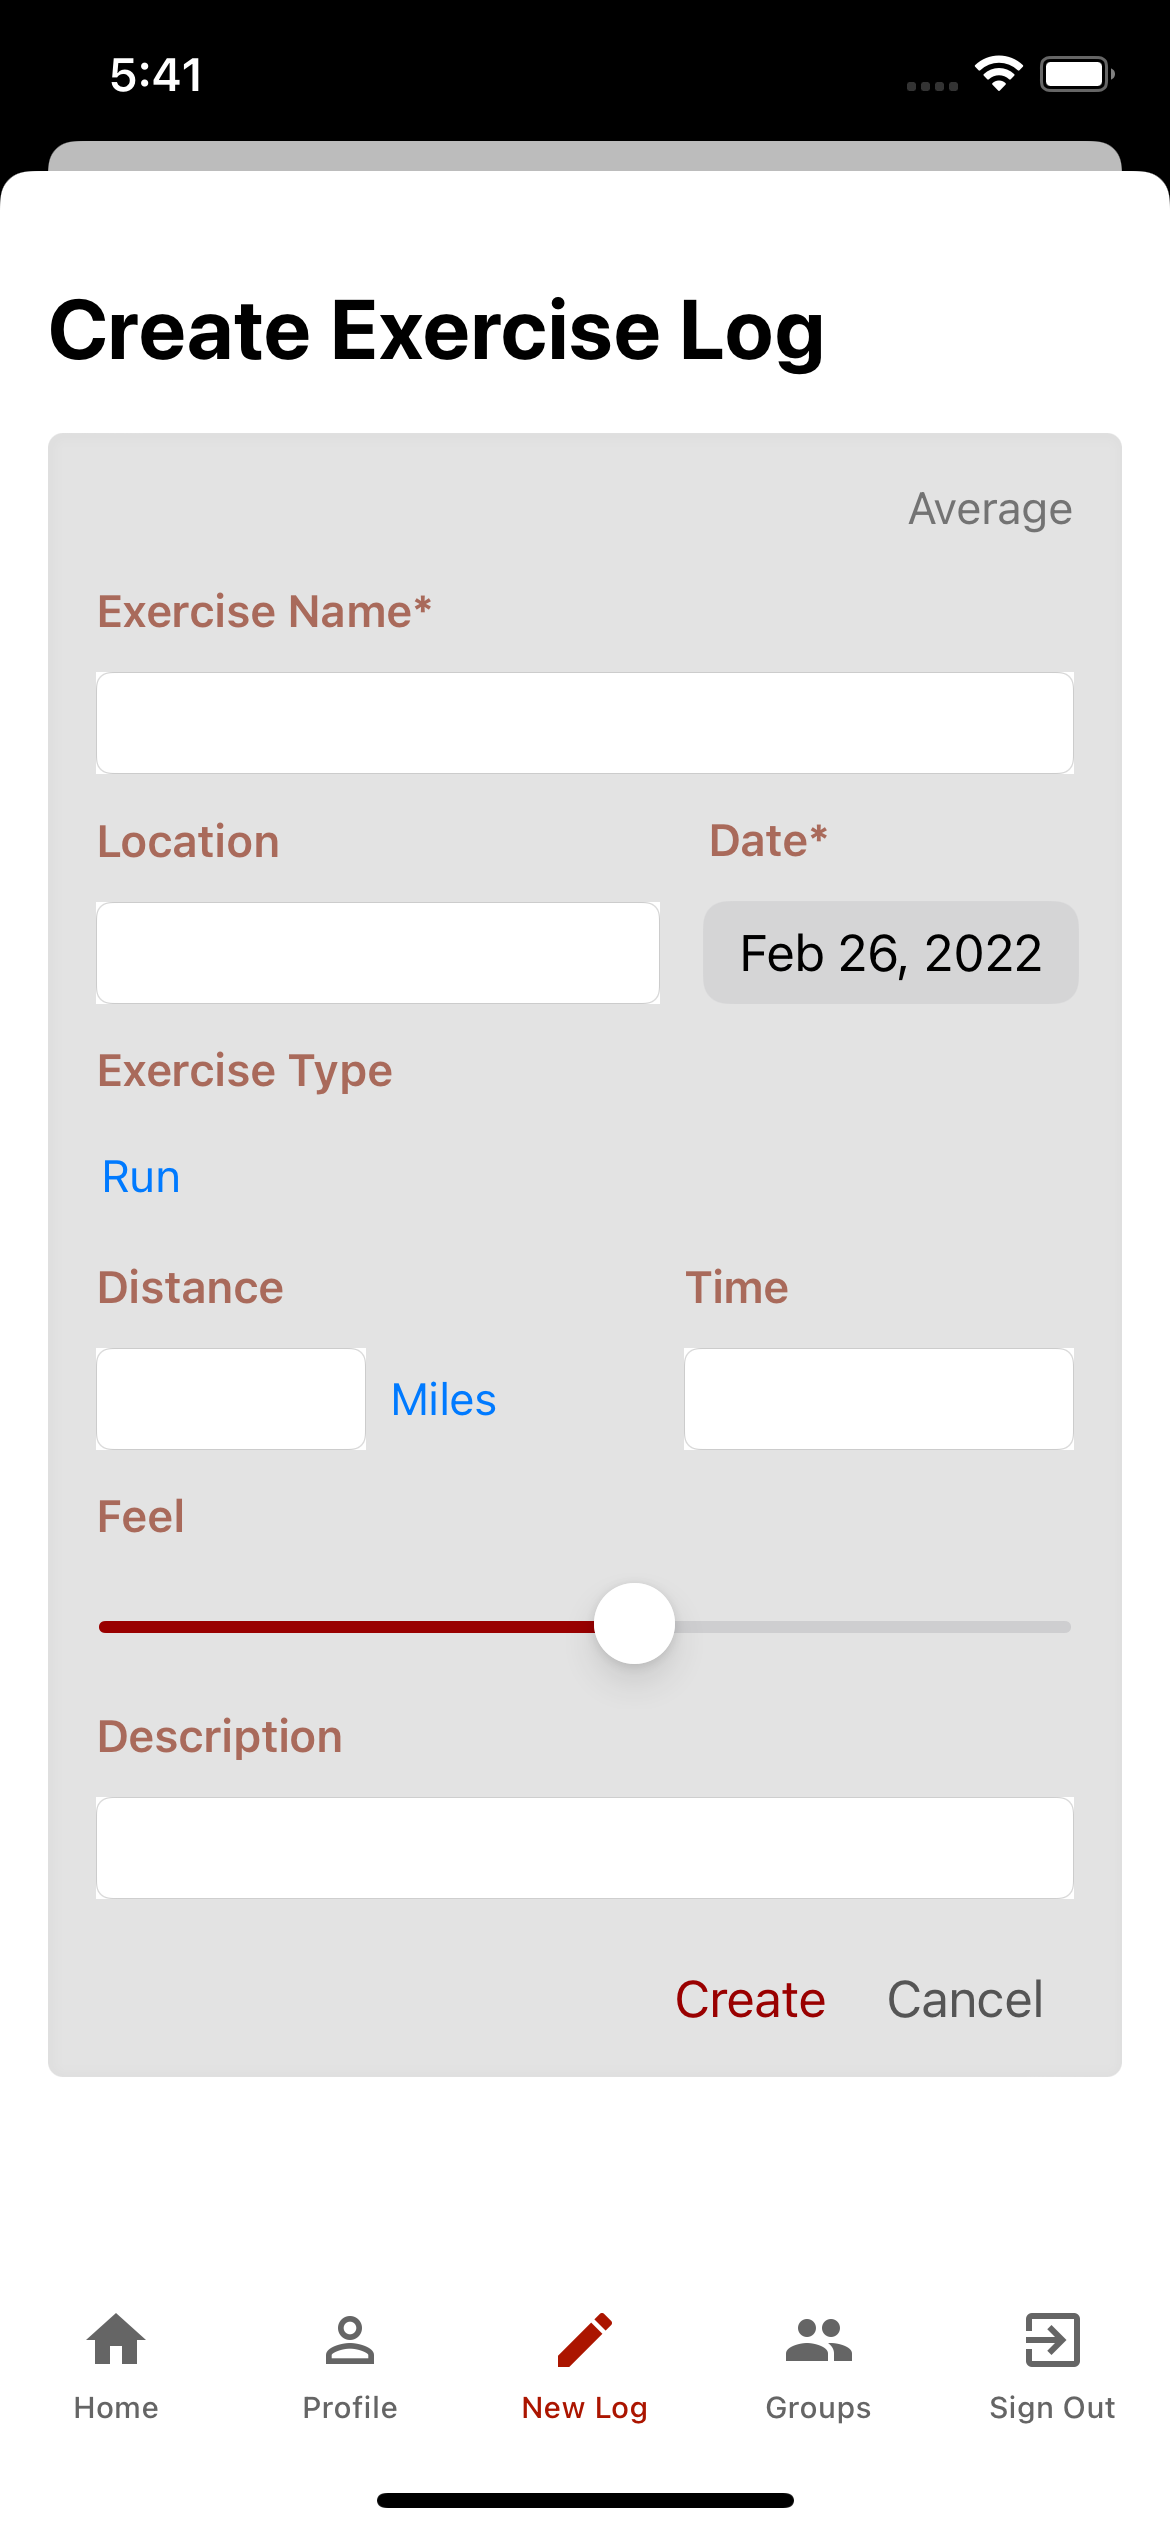 5:41
Create Exercise Log
Average
Exercise Name*
Location Date*
Feb 26, 2022
Exercise Type
Run
Distance Time
Miles
Feel
Description
Create Cancel
Home Profile New Log Groups Sign Out